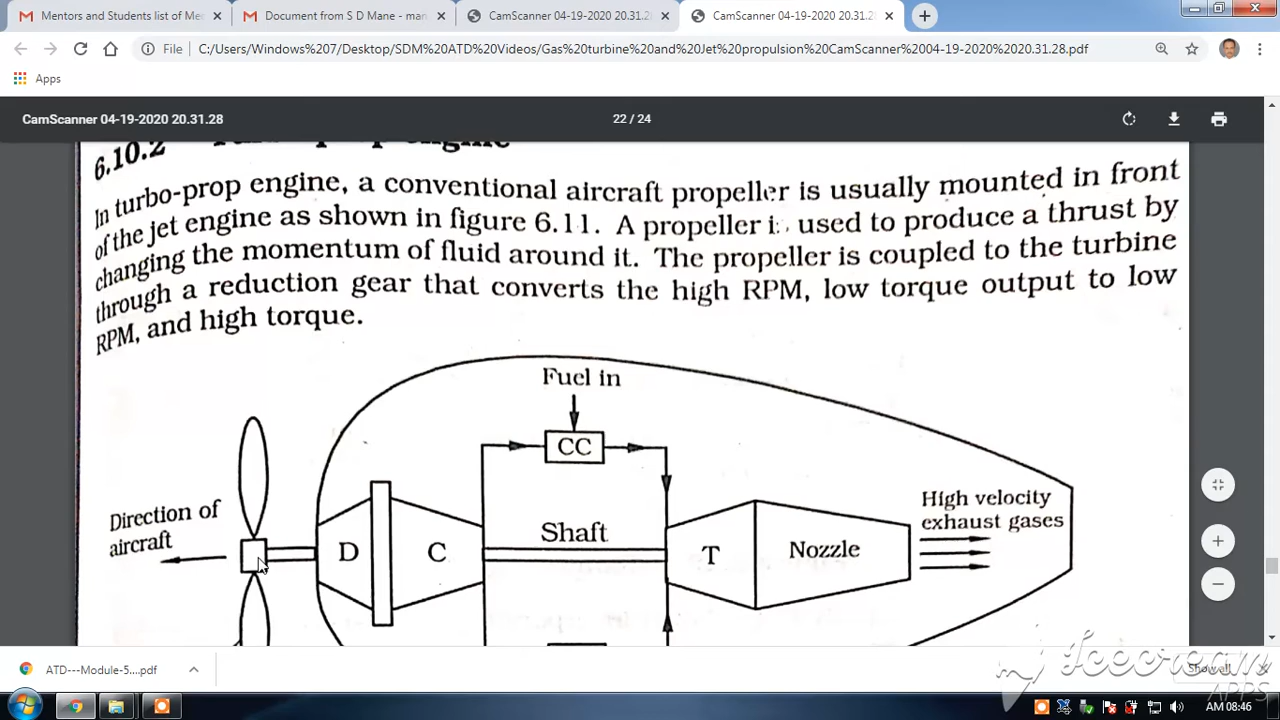 Mentors and Students list of Me
Document from S D Mane - man
CamScanner 04-19-2020 20.31.2
CamScanner 04-19-2020 20.31.2
File
C:/Users/Windows%207/Desktop/SDM%20ATD%20Videos/Gas%20turbine%20and%20Jet%20propulsion%20CamScanner%2004-19-2020%2020.31.28.pdf
Apps
CamScanner 04-19-2020 20.31.28
22 / 24
6.10.2 engine
In turbo-prop engine, a conventional aircraft propeller is usually mounted in front
of the jet engine as shown in figure 6.11. A propeller i used to produce a thrust by
changing the momentum of fluid around it. The propeller is coupled to the turbine
through a reduction gear that converts the high RPM, low torque output to low
RPM, and high torque.
Fuel in
CC
Direction of
aircraft
D
C
Shaft
T
Nozzle
High velocity
exhaust gases
ATD---Module-5....pdf
Show all
Icecream
APPS
AM 08:46